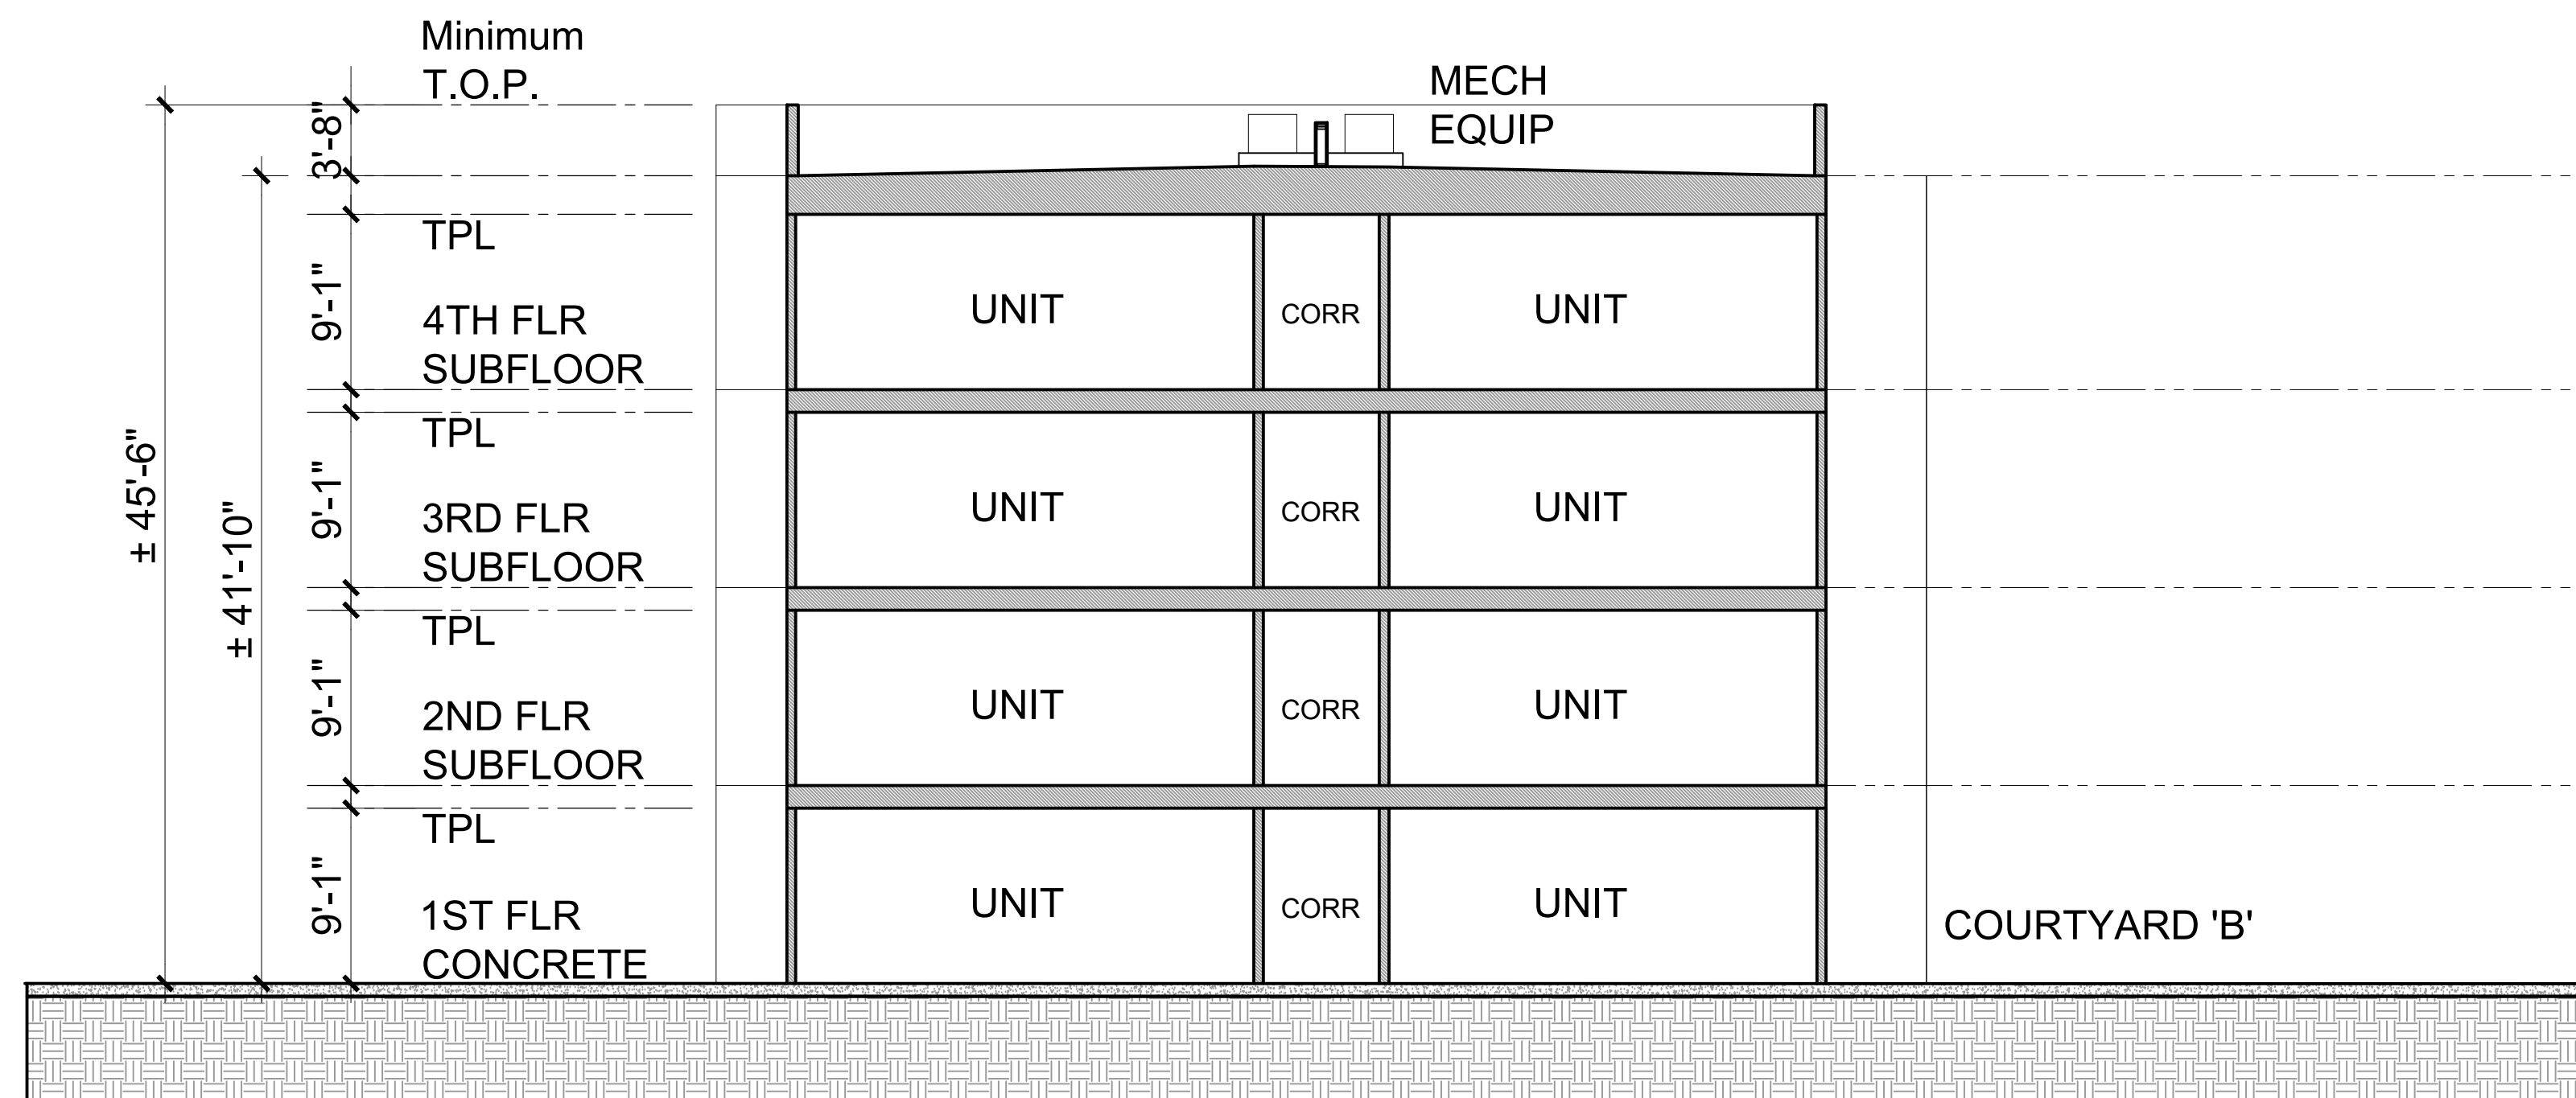 Minimum
T.O.P.
MECH
EQUIP
3'-8"
TPL
9'-1"
4TH FLR
SUBFLOOR
UNIT
CORR
UNIT
TPL
± 45'-6"
± 41'-10"
9'-1"
3RD FLR
SUBFLOOR
UNIT
CORR
UNIT
TPL
9'-1"
2ND FLR
SUBFLOOR
UNIT
CORR
UNIT
TPL
9'-1"
1ST FLR
CONCRETE
UNIT
CORR
UNIT
COURTYARD 'B'